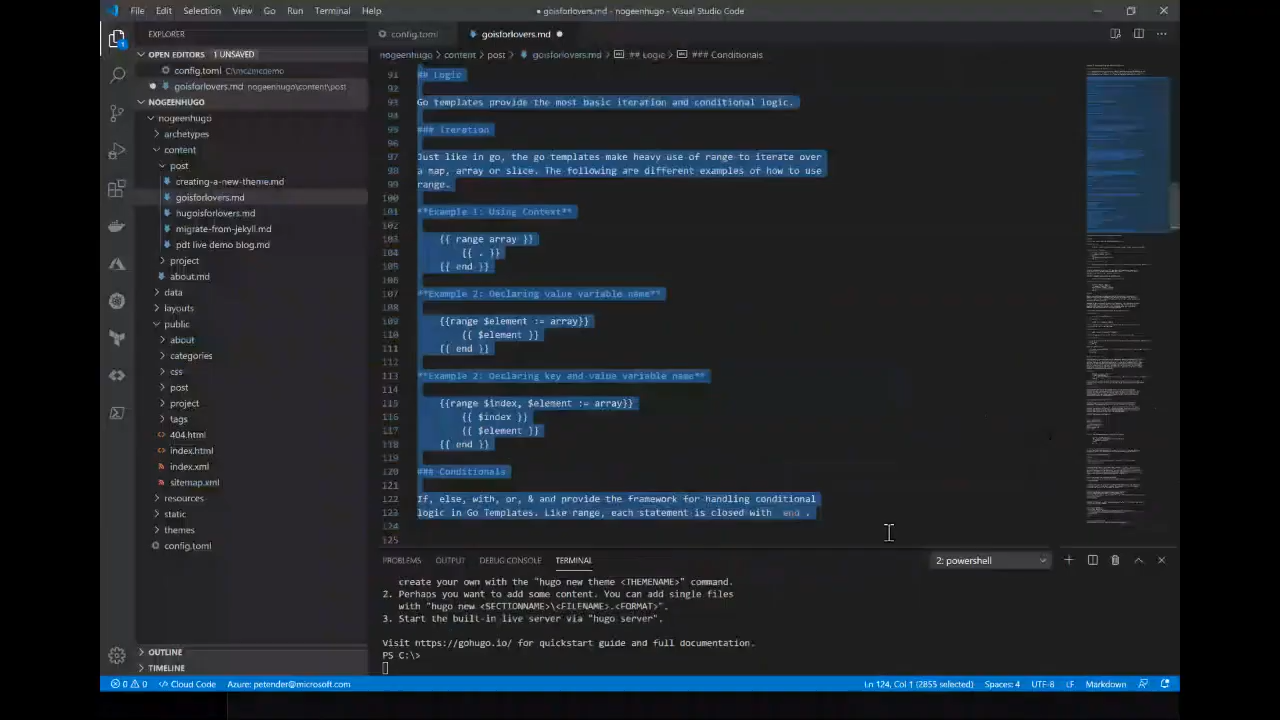 File Edit Selection View Go Run Terminal Help
● goisforlovers.md - nogeenhugo - Visual Studio Code
EXPLORER
OPEN EDITORS 1 UNSAVED
config.toml C:\mc2mcdemo
goisforlovers.md nogeenhugo\content\post
NOGEENHUGO
nogeenhugo
archetypes
content
post
creating-a-new-theme.md
goisforlovers.md
hugoisforlovers.md
migrate-from-jekyll.md
pdt live demo blog.md
project
about.md
data
layouts
public
about
categories
css
post
project
tags
404.html
index.html
index.xml
sitemap.xml
resources
static
themes
config.toml
OUTLINE
TIMELINE
config.toml goisforlovers.md
nogeenhugo > content > post > goisforlovers.md > ## Logic > ### Conditionals
91 ## Logic
92
93 Go templates provide the most basic iteration and conditional logic.
94
95 ### Iteration
96
97 Just like in go, the go templates make heavy use of range to iterate over
98 a map, array or slice. The following are different examples of how to use
99 range.
100
101 **Example 1: Using Context**
102
103 {{ range array }}
104 {{ . }}
105 {{ end }}
106
107 **Example 2: Declaring value variable name**
108
109 {{range $element := array}}
110 {{ $element }}
111 {{ end }}
112
113 **Example 2: Declaring key and value variable name**
114
115 {{range $index, $element := array}}
116 {{ $index }}
117 {{ $element }}
118 {{ end }}
119
120 ### Conditionals
121
122 If, else, with, or, & and provide the framework for handling conditional
123 logic in Go Templates. Like range, each statement is closed with `end`.
124
125
PROBLEMS OUTPUT DEBUG CONSOLE TERMINAL 2: powershell
create your own with the "hugo new theme <THEMENAME>" command.
2. Perhaps you want to add some content. You can add single files
with "hugo new <SECTIONNAME>\<FILENAME>.<FORMAT>".
3. Start the built-in live server via "hugo server".
Visit https://gohugo.io/ for quickstart guide and full documentation.
PS C:\>
0 0 Cloud Code Azure: petender@microsoft.com Ln 124, Col 1 (2855 selected) Spaces: 4 UTF-8 LF Markdown